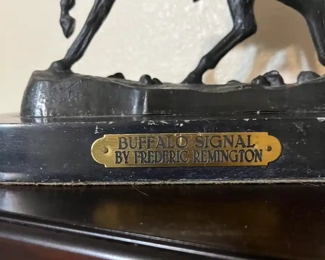 BUFFALO SIGNAL
BY FREDERIC REMINGTON